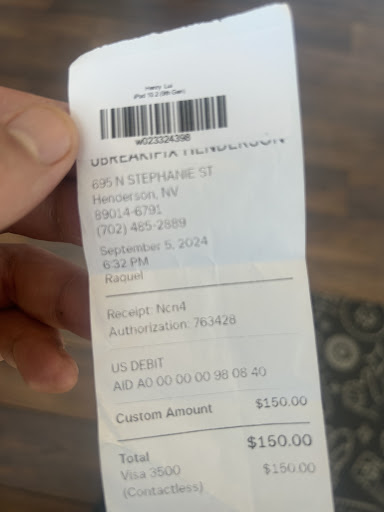 Henry Lui
iPad 10.2 (9th Gen)
w023324398
UBREAKIFIX HENDERSON
695 N STEPHANIE ST
Henderson, NV
89014-6791
(702) 485-2889
September 5, 2024
6:32 PM
Raquel
Receipt: Ncn4
Authorization: 763428
US DEBIT
AID A0 00 00 00 98 08 40
Custom Amount $150.00
Total $150.00
Visa 3500 $150.00
(Contactless)